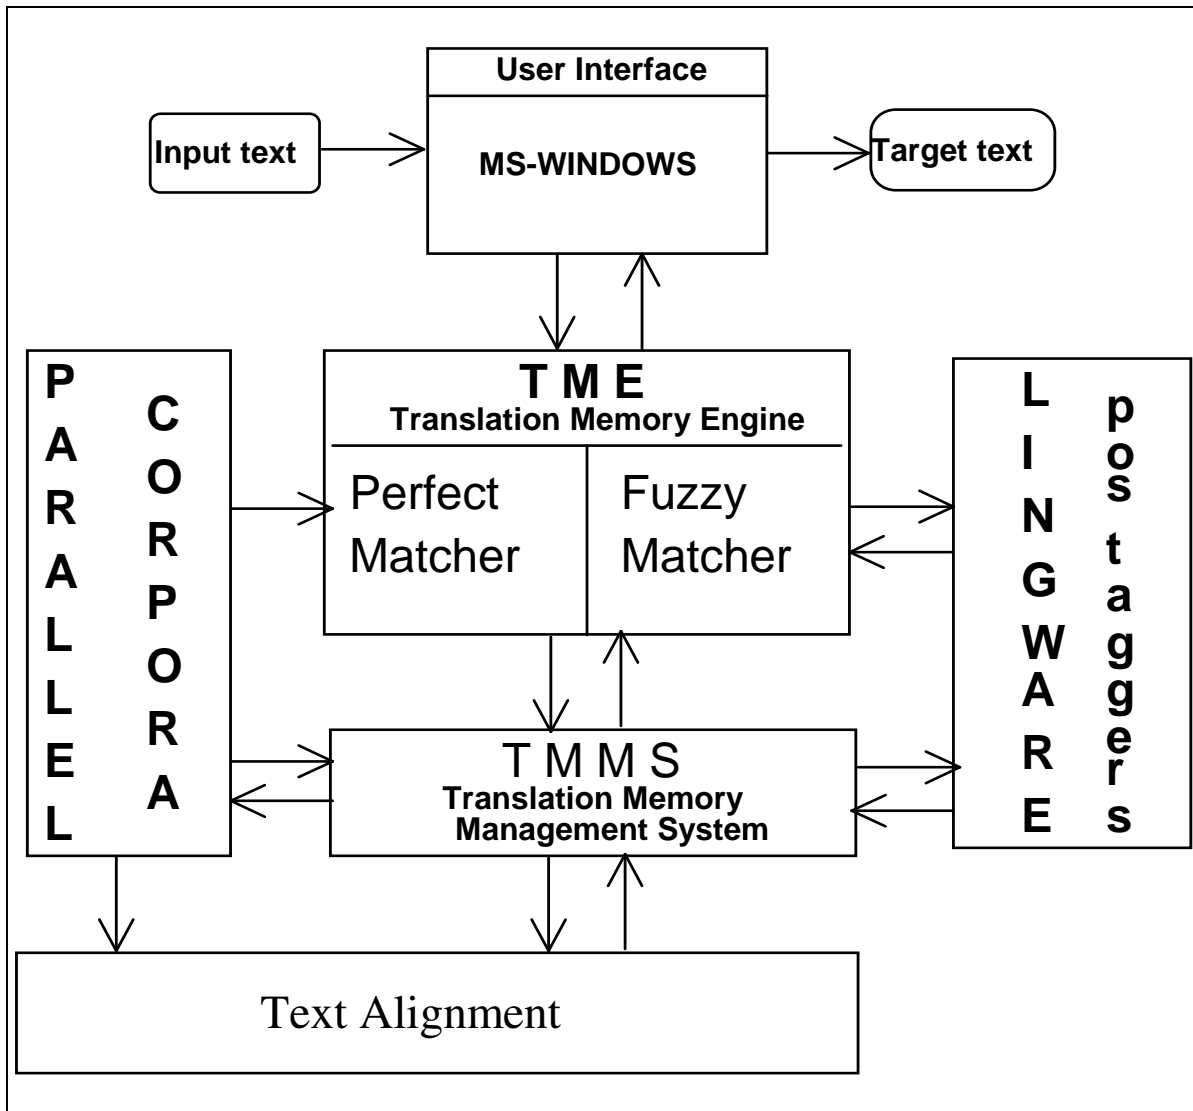 User Interface
Input text
MS-WINDOWS
Target text
PARALLEL
CORPORA
T M E
Translation Memory Engine
Perfect
Matcher
Fuzzy
Matcher
LINGWARE
pos taggers
T M M S
Translation Memory
Management System
Text Alignment